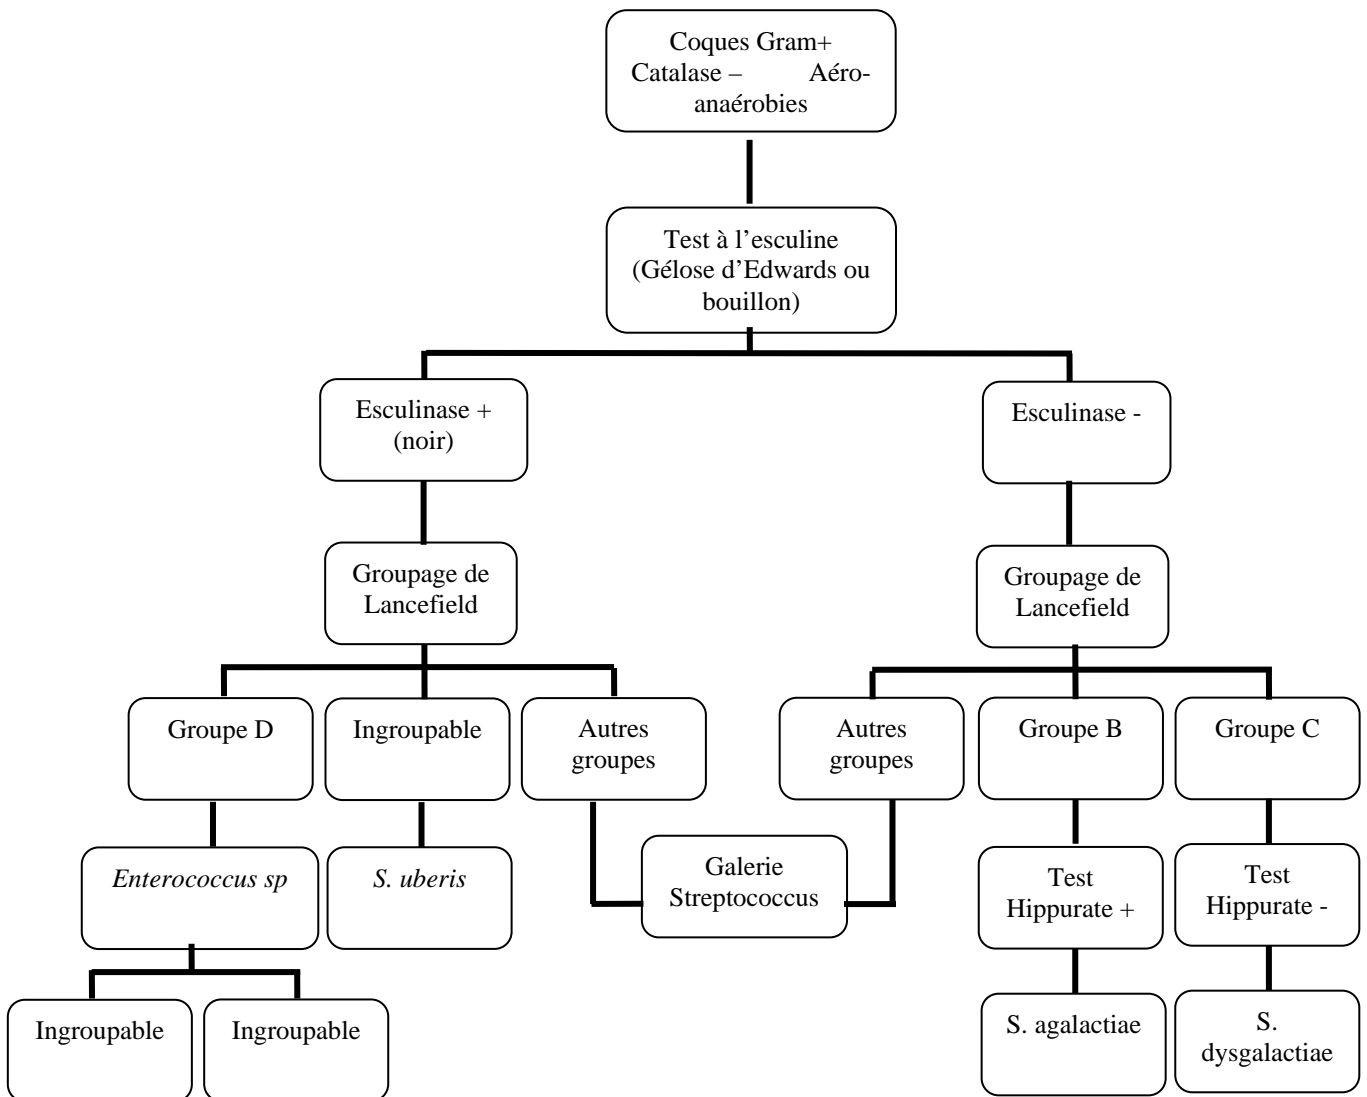 Coques Gram+
Catalase – Aéro-
anaérobies
Test à l’esculine
(Gélose d’Edwards ou
bouillon)
Esculinase +
(noir)
Esculinase -
Groupage de
Lancefield
Groupage de
Lancefield
Groupe D
Ingroupable
Autres
groupes
Autres
groupes
Groupe B
Groupe C
Enterococcus sp
S. uberis
Galerie
Streptococcus
Test
Hippurate +
Test
Hippurate -
Ingroupable
Ingroupable
S. agalactiae
S.
dysgalactiae